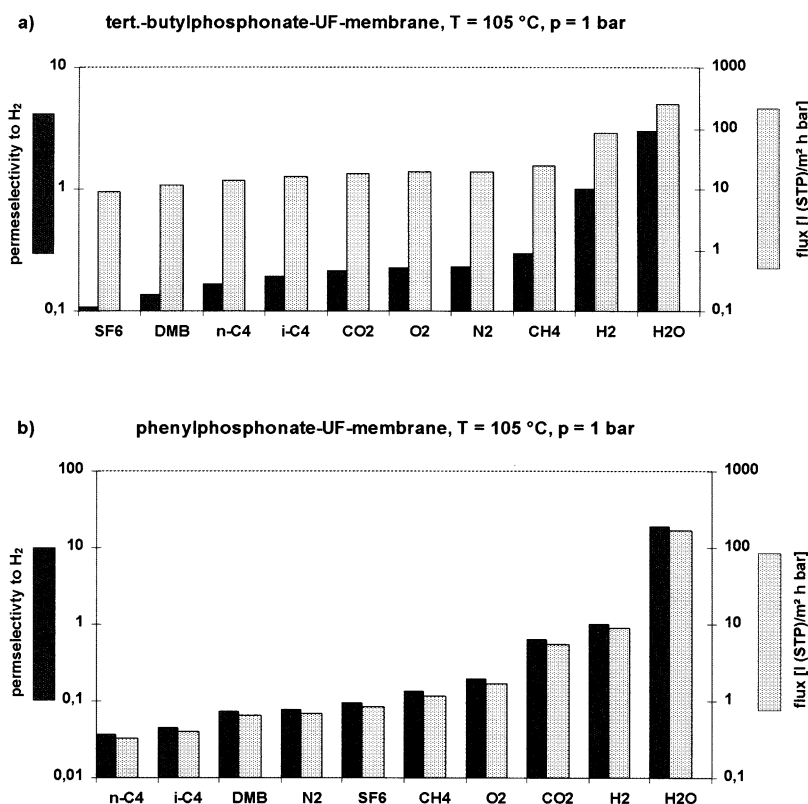 a) tert.-butylphosphonate-UF-membrane, T = 105 °C, p = 1 bar
permeselectivity to H₂
10
1
0,1
1000
100
10
1
0,1
flux [l (STP)/m² h bar]
SF6 DMB n-C4 i-C4 CO2 O2 N2 CH4 H2 H2O
b) phenylphosphonate-UF-membrane, T = 105 °C, p = 1 bar
permselectivty to H₂
100
10
1
0,1
0,01
1000
100
10
1
0,1
flux [l (STP)/m² h bar]
n-C4 i-C4 DMB N2 SF6 CH4 O2 CO2 H2 H2O